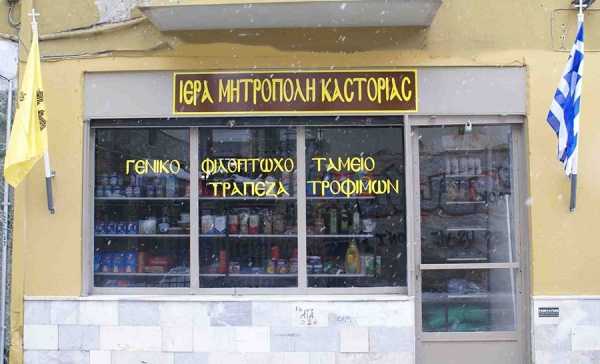 ΙΕΡΑ ΜΗΤΡΟΠΟΛΗ ΚΑΣΤΟΡΙΑΣ
ΓΕΝΙΚΟ ΦΙΛΟΠΤΩΧΟ ΤΑΜΕΙΟ
ΤΡΑΠΕΖΑ ΤΡΟΦΙΜΩΝ